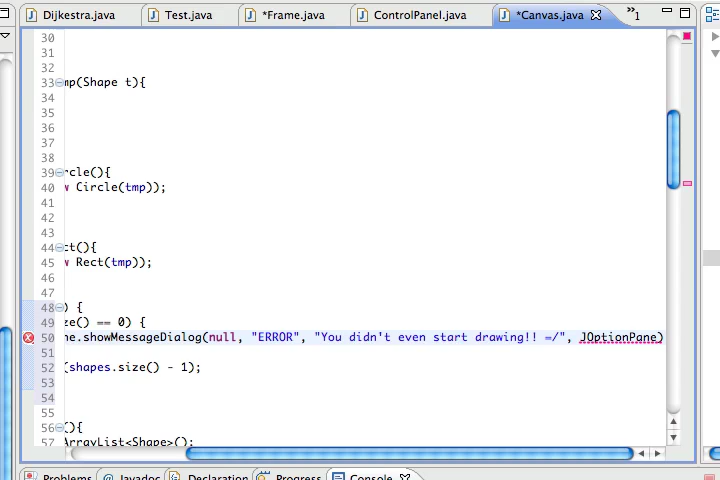 Dijkestra.java
Test.java
*Frame.java
ControlPanel.java
*Canvas.java
»1
30
31
32
33 mp(Shape t){
34
35
36
37
38
39 rcle(){
40 w Circle(tmp));
41
42
43
44 ct(){
45 w Rect(tmp));
46
47
48 ) {
49 ze() == 0) {
50 ne.showMessageDialog(null, "ERROR", "You didn't even start drawing!! =/", JOptionPane)
51
52 (shapes.size() - 1);
53
54
55
56 (){
57 ArrayList<Shape>();
Problems
@ Javadoc
Declaration
Progress
Console